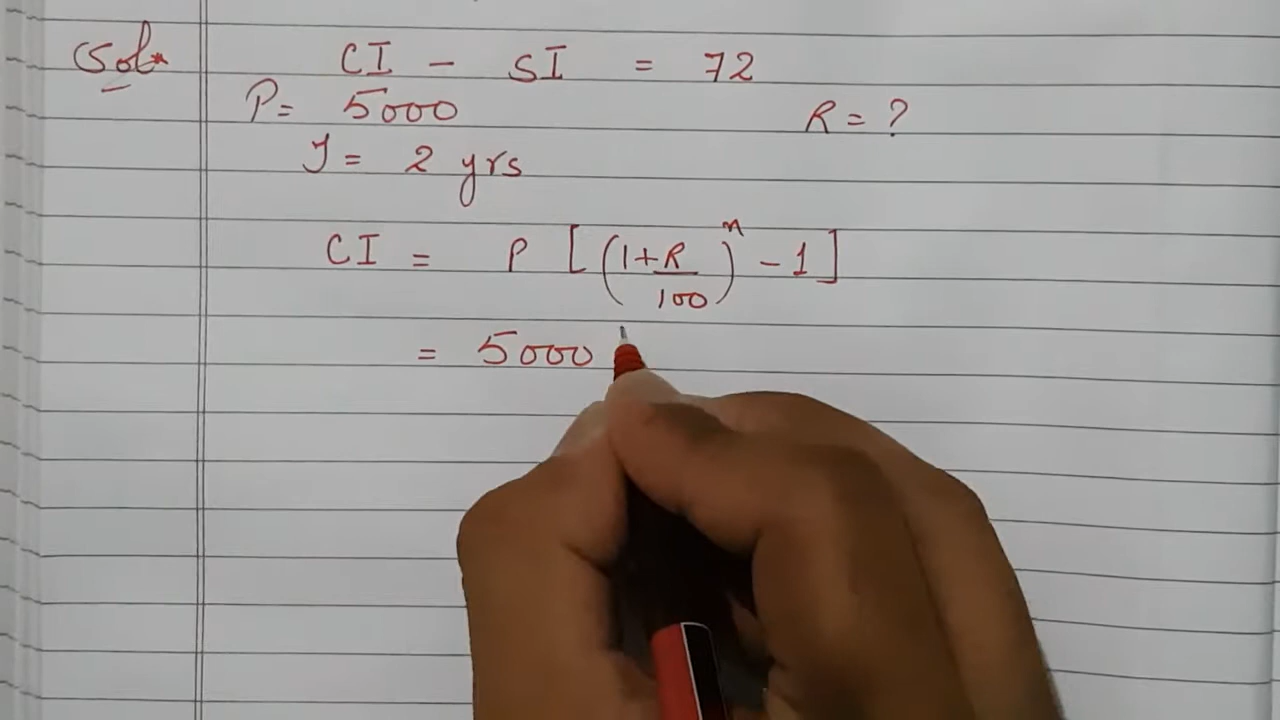 Sol.
CI - SI = 72
P= 5000 R = ?
T = 2 yrs
CI = P [(1+R/100)^n - 1]
= 5000